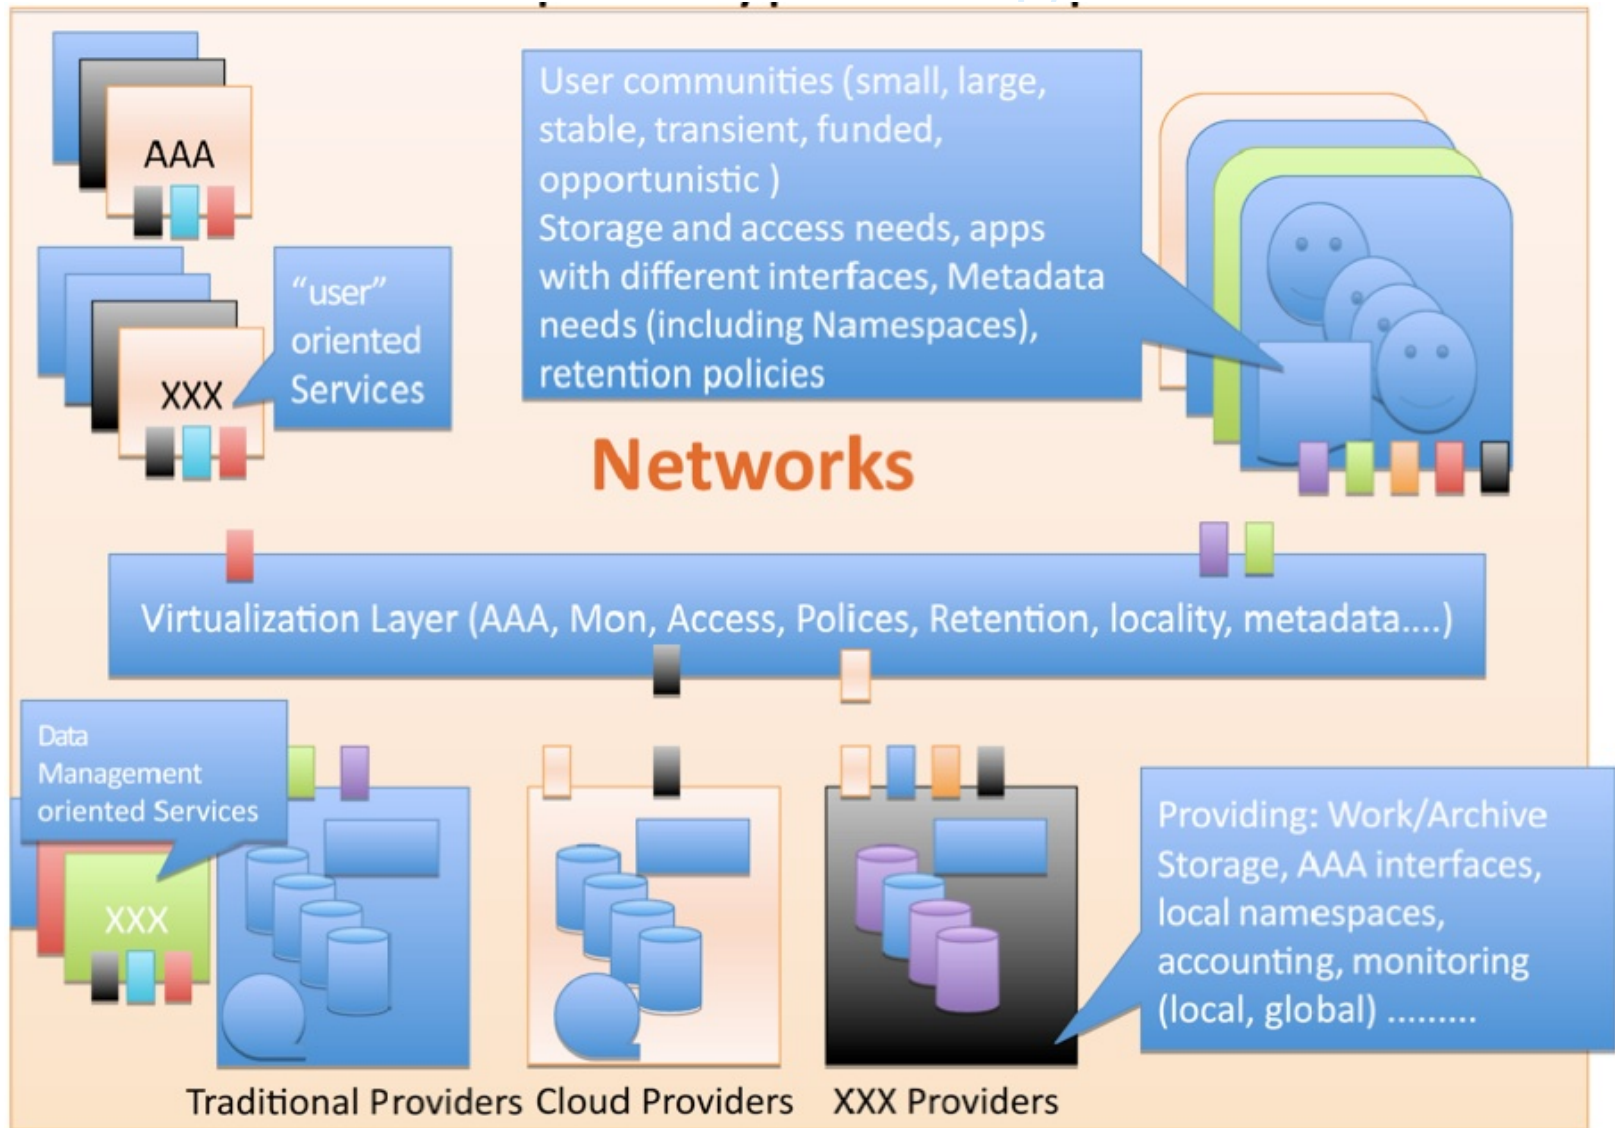 AAA
User communities (small, large,
stable, transient, funded,
opportunistic )
Storage and access needs, apps
with different interfaces, Metadata
needs (including Namespaces),
retention policies
XXX
“user”
oriented
Services
Networks
Virtualization Layer (AAA, Mon, Access, Polices, Retention, locality, metadata....)
Data
Management
oriented Services
XXX
Providing: Work/Archive
Storage, AAA interfaces,
local namespaces,
accounting, monitoring
(local, global) .........
Traditional Providers
Cloud Providers
XXX Providers